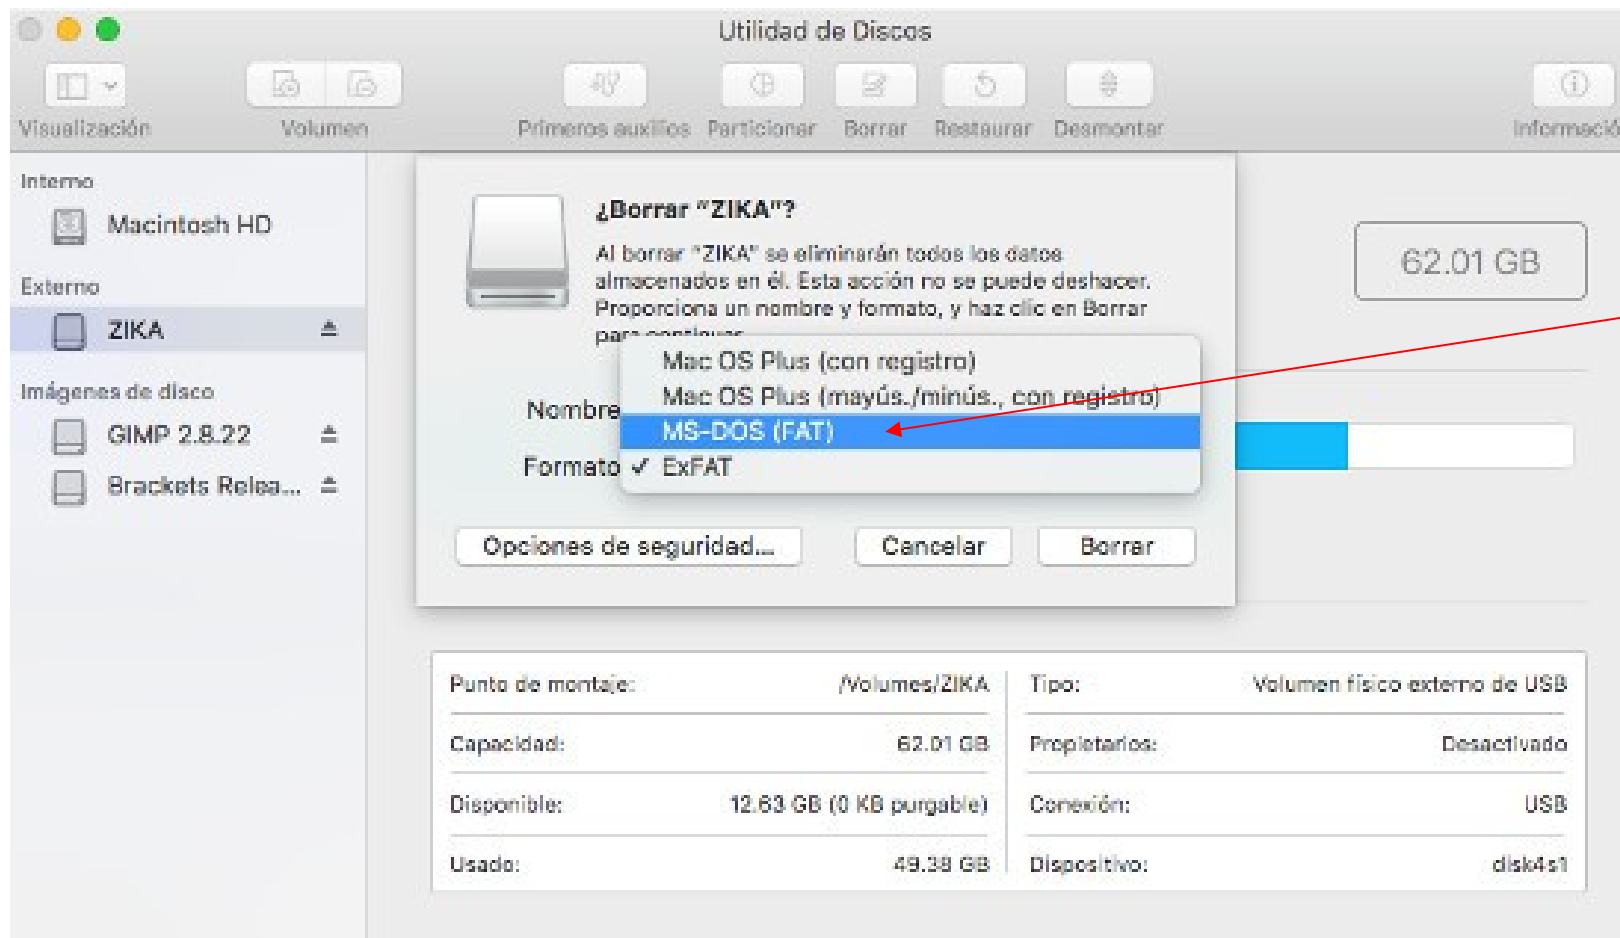 Utilidad de Discos
Visualización
Volumen
Primeros auxilios
Particionar
Borrar
Restaurar
Desmontar
Informació
Interno
Macintosh HD
Externo
ZIKA
Imágenes de disco
GIMP 2.8.22
Brackets Relea...
¿Borrar "ZIKA"?
Al borrar "ZIKA" se eliminarán todos los datos
almacenados en él. Esta acción no se puede deshacer.
Proporciona un nombre y formato, y haz clic en Borrar
para continuar.
Nombre
Formato
Mac OS Plus (con registro)
Mac OS Plus (mayús./minús., con registro)
MS-DOS (FAT)
✓ ExFAT
Opciones de seguridad...
Cancelar
Borrar
62.01 GB
Punto de montaje: /Volumes/ZIKA
Capacidad: 62.01 GB
Disponible: 12.63 GB (0 KB purgable)
Usado: 49.38 GB
Tipo: Volumen físico externo de USB
Propietarios: Desactivado
Conexión: USB
Dispositivo: disk4s1